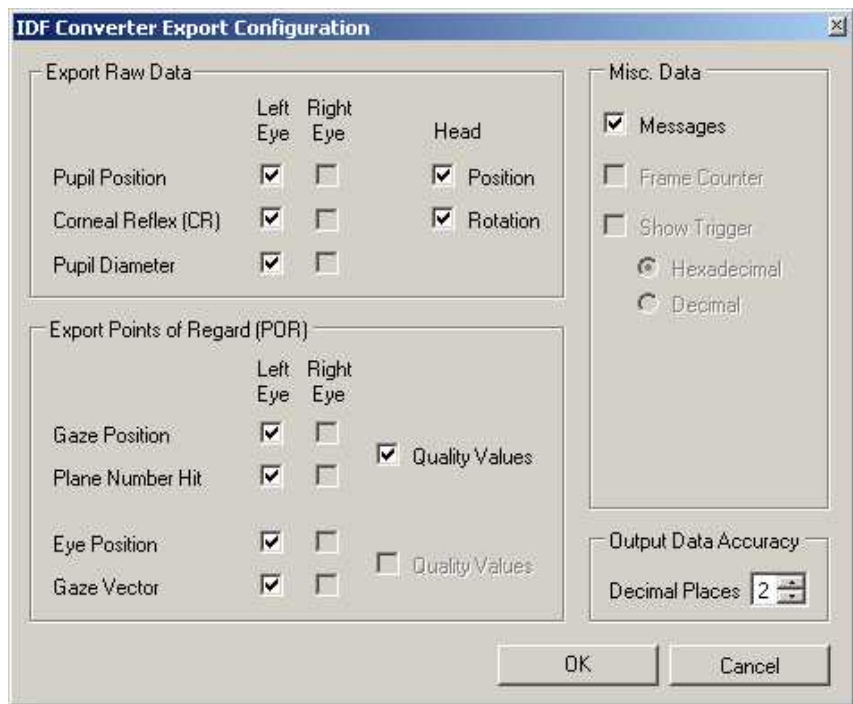 IDF Converter Export Configuration
Export Raw Data
Left Eye
Right Eye
Head
Pupil Position
Position
Corneal Reflex (CR)
Rotation
Pupil Diameter
Export Points of Regard (POR)
Left Eye
Right Eye
Gaze Position
Quality Values
Plane Number Hit
Eye Position
Quality Values
Gaze Vector
Misc. Data
Messages
Frame Counter
Show Trigger
Hexadecimal
Decimal
Output Data Accuracy
Decimal Places 2
OK
Cancel